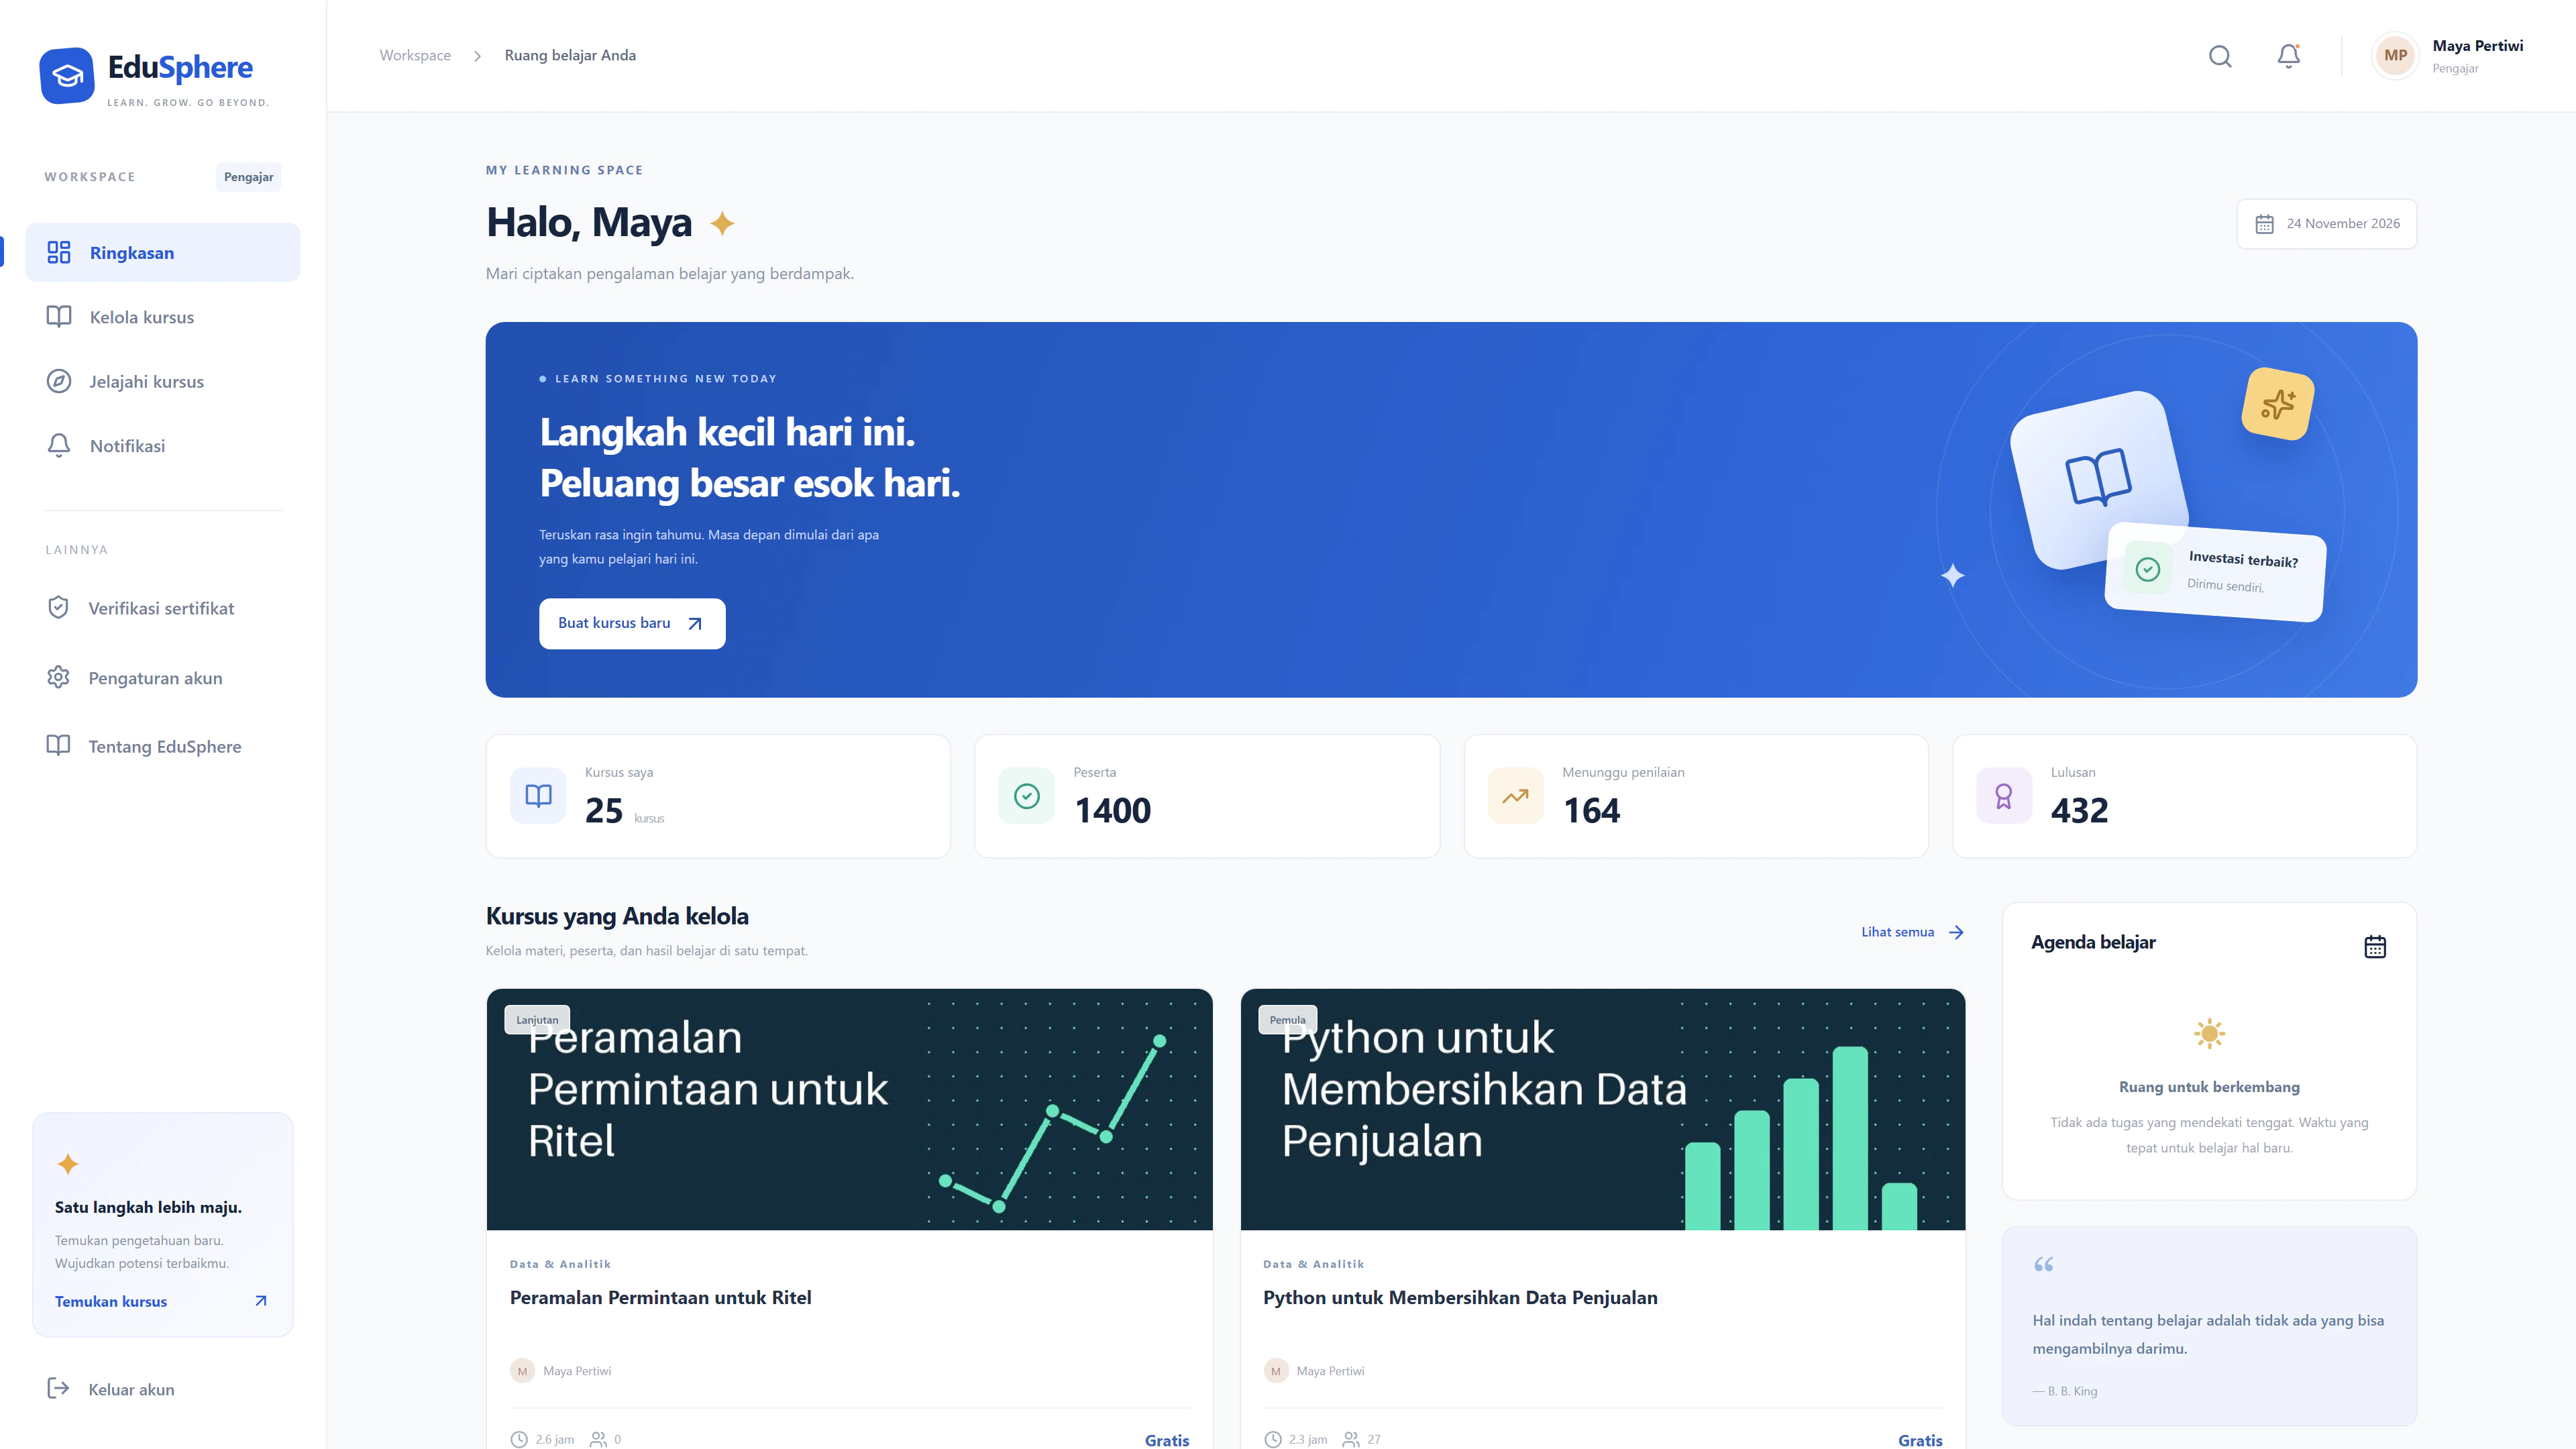 EduSphere
LEARN. GROW. GO BEYOND.
WORKSPACE
Pengajar
Ringkasan
Kelola kursus
Jelajahi kursus
Notifikasi
LAINNYA
Verifikasi sertifikat
Pengaturan akun
Tentang EduSphere
Satu langkah lebih maju.
Temukan pengetahuan baru.
Wujudkan potensi terbaikmu.
Temukan kursus
Keluar akun
Workspace
Ruang belajar Anda
MP
Maya Pertiwi
Pengajar
MY LEARNING SPACE
Halo, Maya
Mari ciptakan pengalaman belajar yang berdampak.
24 November 2026
LEARN SOMETHING NEW TODAY
Langkah kecil hari ini.
Peluang besar esok hari.
Teruskan rasa ingin tahumu. Masa depan dimulai dari apa
yang kamu pelajari hari ini.
Buat kursus baru
Investasi terbaik?
Dirimu sendiri.
Kursus saya
25 kursus
Peserta
1400
Menunggu penilaian
164
Lulusan
432
Kursus yang Anda kelola
Kelola materi, peserta, dan hasil belajar di satu tempat.
Lihat semua
Lanjutan
Peramalan
Permintaan untuk
Ritel
Data & Analitik
Peramalan Permintaan untuk Ritel
M
Maya Pertiwi
2.6 jam
0
Gratis
Pemula
Python untuk
Membersihkan Data
Penjualan
Data & Analitik
Python untuk Membersihkan Data Penjualan
M
Maya Pertiwi
2.3 jam
27
Gratis
Agenda belajar
Ruang untuk berkembang
Tidak ada tugas yang mendekati tenggat. Waktu yang
tepat untuk belajar hal baru.
“
Hal indah tentang belajar adalah tidak ada yang bisa
mengambilnya darimu.
— B. B. King